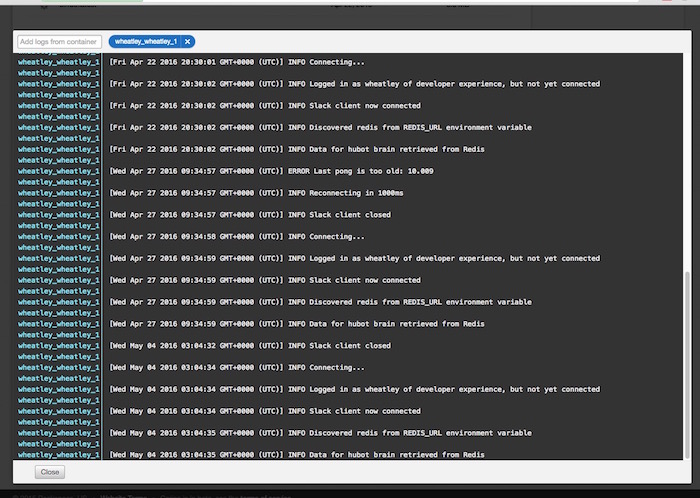 Add logs from container wheatley_wheatley_1 ×
wheatley_wheatley_1
wheatley_wheatley_1 [Fri Apr 22 2016 20:30:01 GMT+0000 (UTC)] INFO Connecting...
wheatley_wheatley_1
wheatley_wheatley_1 [Fri Apr 22 2016 20:30:02 GMT+0000 (UTC)] INFO Logged in as wheatley of developer experience, but not yet connected
wheatley_wheatley_1
wheatley_wheatley_1 [Fri Apr 22 2016 20:30:02 GMT+0000 (UTC)] INFO Slack client now connected
wheatley_wheatley_1
wheatley_wheatley_1 [Fri Apr 22 2016 20:30:02 GMT+0000 (UTC)] INFO Discovered redis from REDIS_URL environment variable
wheatley_wheatley_1
wheatley_wheatley_1 [Fri Apr 22 2016 20:30:02 GMT+0000 (UTC)] INFO Data for hubot brain retrieved from Redis
wheatley_wheatley_1
wheatley_wheatley_1 [Wed Apr 27 2016 09:34:57 GMT+0000 (UTC)] ERROR Last pong is too old: 10.009
wheatley_wheatley_1
wheatley_wheatley_1 [Wed Apr 27 2016 09:34:57 GMT+0000 (UTC)] INFO Reconnecting in 1000ms
wheatley_wheatley_1
wheatley_wheatley_1 [Wed Apr 27 2016 09:34:57 GMT+0000 (UTC)] INFO Slack client closed
wheatley_wheatley_1
wheatley_wheatley_1 [Wed Apr 27 2016 09:34:58 GMT+0000 (UTC)] INFO Connecting...
wheatley_wheatley_1
wheatley_wheatley_1 [Wed Apr 27 2016 09:34:59 GMT+0000 (UTC)] INFO Logged in as wheatley of developer experience, but not yet connected
wheatley_wheatley_1
wheatley_wheatley_1 [Wed Apr 27 2016 09:34:59 GMT+0000 (UTC)] INFO Slack client now connected
wheatley_wheatley_1
wheatley_wheatley_1 [Wed Apr 27 2016 09:34:59 GMT+0000 (UTC)] INFO Discovered redis from REDIS_URL environment variable
wheatley_wheatley_1
wheatley_wheatley_1 [Wed Apr 27 2016 09:34:59 GMT+0000 (UTC)] INFO Data for hubot brain retrieved from Redis
wheatley_wheatley_1
wheatley_wheatley_1 [Wed May 04 2016 03:04:32 GMT+0000 (UTC)] INFO Slack client closed
wheatley_wheatley_1
wheatley_wheatley_1 [Wed May 04 2016 03:04:34 GMT+0000 (UTC)] INFO Connecting...
wheatley_wheatley_1
wheatley_wheatley_1 [Wed May 04 2016 03:04:34 GMT+0000 (UTC)] INFO Logged in as wheatley of developer experience, but not yet connected
wheatley_wheatley_1
wheatley_wheatley_1 [Wed May 04 2016 03:04:34 GMT+0000 (UTC)] INFO Slack client now connected
wheatley_wheatley_1
wheatley_wheatley_1 [Wed May 04 2016 03:04:35 GMT+0000 (UTC)] INFO Discovered redis from REDIS_URL environment variable
wheatley_wheatley_1
wheatley_wheatley_1 [Wed May 04 2016 03:04:35 GMT+0000 (UTC)] INFO Data for hubot brain retrieved from Redis
Close